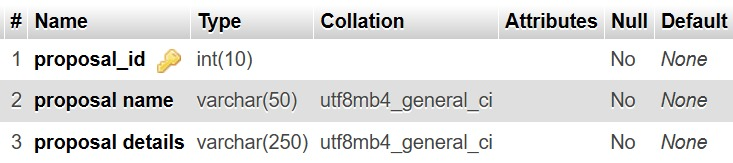 # Name Type Collation Attributes Null Default
1 proposal_id int(10) No None
2 proposal name varchar(50) utf8mb4_general_ci No None
3 proposal details varchar(250) utf8mb4_general_ci No None